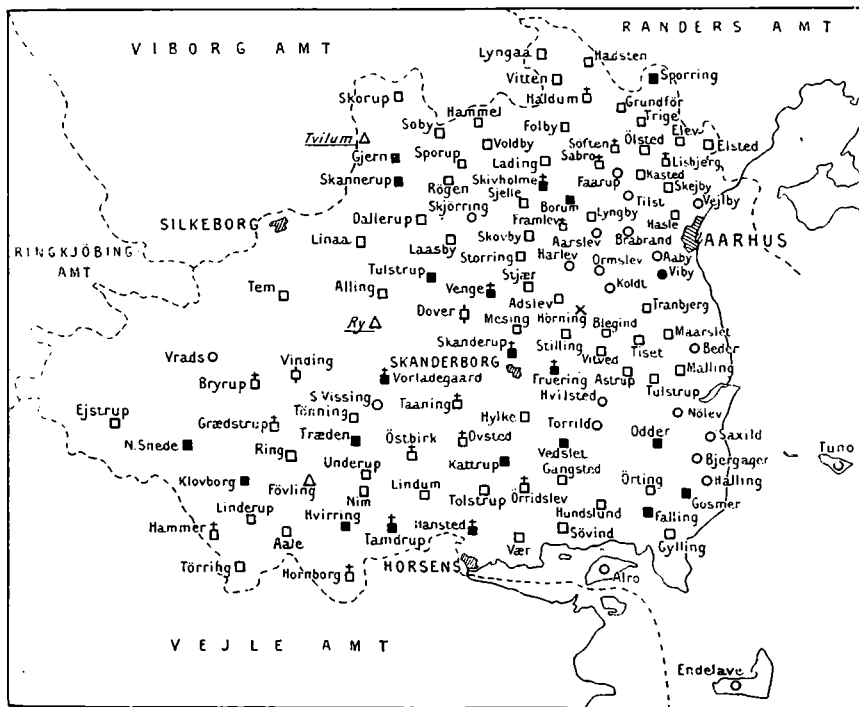 RANDERS AMT
VIBORG AMT
Lyngaa
Hadsten
Vitten
Sporring
Skorup
Haldum
Grundför
Hammel
Trige
Soby
Folby
Elev
Tvilum
Voldby
Söften
Ölsted
Elsted
Gjern
Sporup
Lading
Sabro
Lisbjerg
Skannerup
Skivholme
Faarup
Kasted
Rögen
Sjelle
Borum
Skejby
Skjörring
Tilst
Vejlby
SILKEBORG
Dallerup
Framlev
Lyngby
Hasle
Linaa
Laasby
Skovby
Aarslev
Brabrand
AARHUS
RINGKJÖBING
AMT
Storring
Harlev
Ormslev
Aaby
Tulstrup
Stjær
Viby
Tem
Alling
Venge
Koldt
Adslev
Tranbjerg
Ry
Dover
Mesing
Hörning
Blegind
Maarslet
Skanderup
Stilling
Vitved
Tiset
Beder
Vrads
Vinding
SKANDERBORG
Malling
Bryrup
Vorladegaard
Fruering
Astrup
Tulstrup
S.Vissing
Hvilsted
Ejstrup
Tönning
Taaning
Nölev
Grædstrup
Hylke
Torrild
N.Snede
Træden
Östbirk
Ovsted
Odder
Saxild
Ring
Vedslet
Bjergager
Tunö
Underup
Kattrup
Gangsted
Halling
Klovborg
Fövling
Nim
Lindum
Tolstrup
Örridslev
Örting
Gosmer
Linderup
Hvirring
Hundslund
Falling
Hammer
Aale
Tamdrup
Hansted
Sövind
Gylling
Vær
Törring
Hornborg
HORSENS
Alro
VEJLE AMT
Endelave